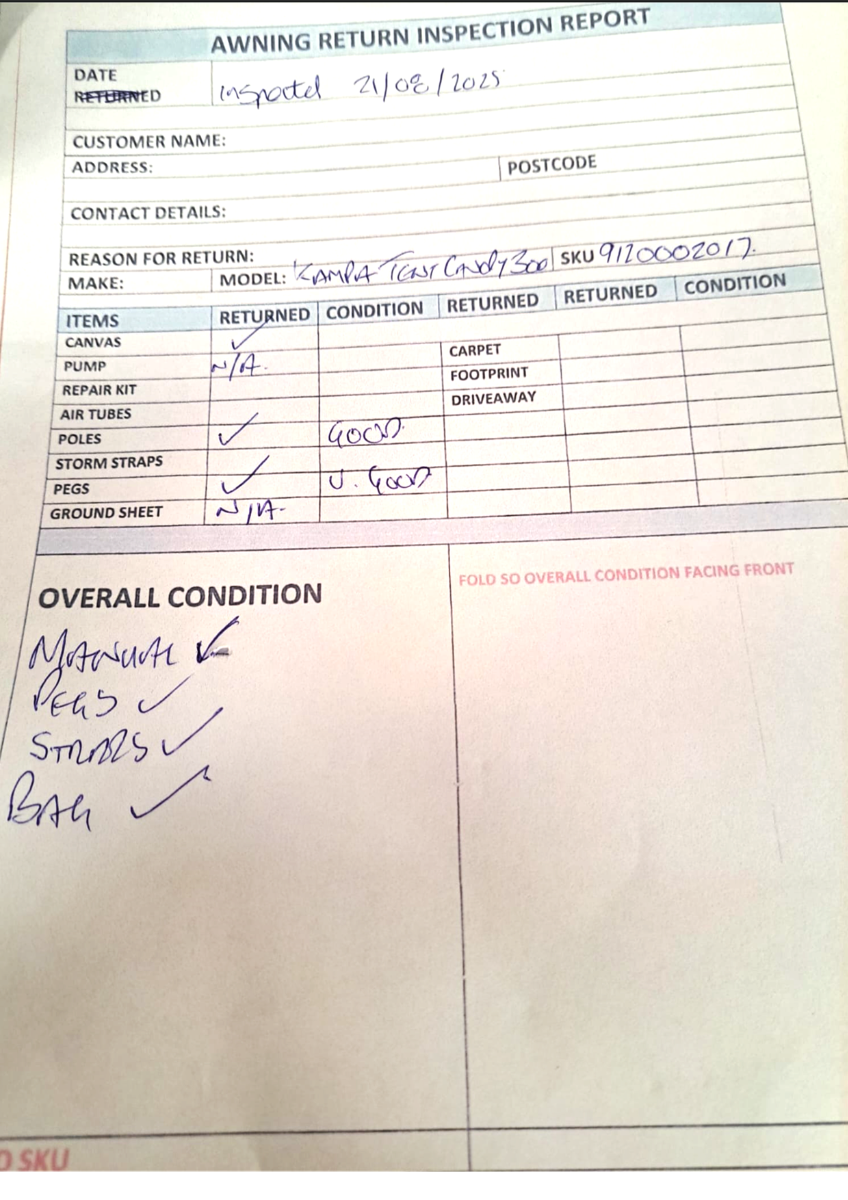 AWNING RETURN INSPECTION REPORT
DATE
RETURNED Inspected 21/08/2025
CUSTOMER NAME:
ADDRESS: POSTCODE
CONTACT DETAILS:
REASON FOR RETURN:
MAKE: MODEL: KAMPA TENT CANOPY 300 SKU 9120002017.
ITEMS RETURNED CONDITION RETURNED RETURNED CONDITION
CANVAS ✓
PUMP N/A. CARPET
REPAIR KIT FOOTPRINT
AIR TUBES DRIVEAWAY
POLES ✓ GOOD.
STORM STRAPS ✓
PEGS ✓ V. GOOD
GROUND SHEET N/A.
OVERALL CONDITION
FOLD SO OVERALL CONDITION FACING FRONT
MANUAL ✓
PEGS ✓
STRAPS ✓
BAG ✓
SKU